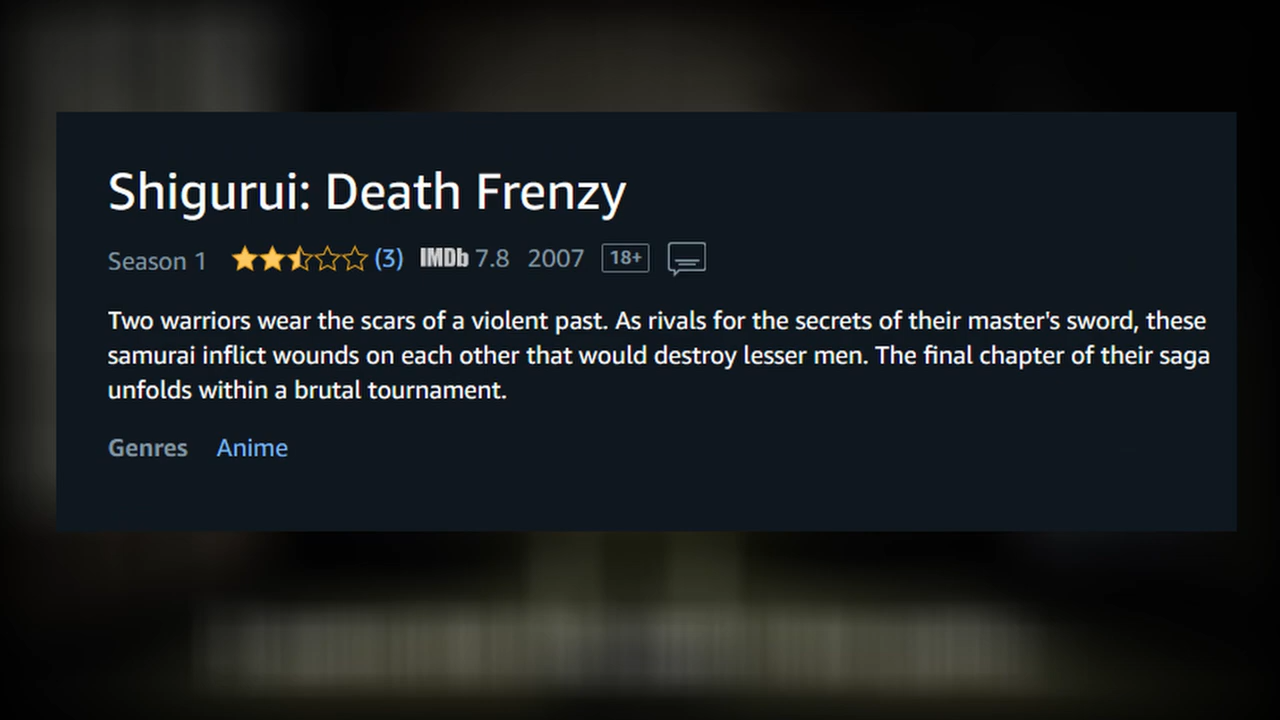 Shigurui: Death Frenzy
Season 1 (3) IMDb 7.8 2007 18+
Two warriors wear the scars of a violent past. As rivals for the secrets of their master's sword, these
samurai inflict wounds on each other that would destroy lesser men. The final chapter of their saga
unfolds within a brutal tournament.
Genres Anime